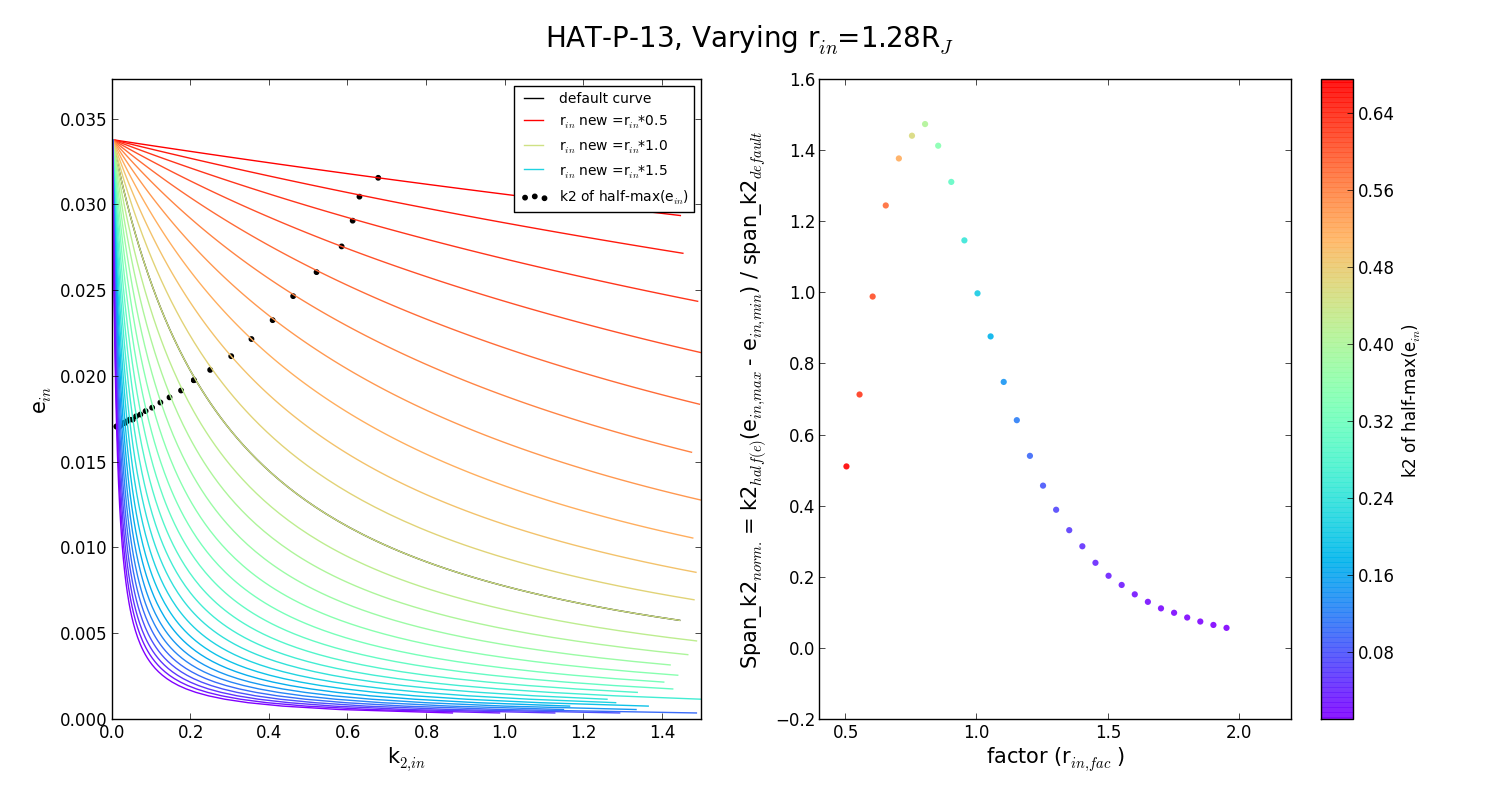 HAT-P-13, Varying r_in=1.28R_J
e_in
0.035
0.030
0.025
0.020
0.015
0.010
0.005
0.000
0.0 0.2 0.4 0.6 0.8 1.0 1.2 1.4
k_2,in
default curve
r_in new =r_in*0.5
r_in new =r_in*1.0
r_in new =r_in*1.5
k2 of half-max(e_in)
Span_k2_norm. = k2_half(e)(e_in,max - e_in,min) / span_k2_default
1.6
1.4
1.2
1.0
0.8
0.6
0.4
0.2
0.0
−0.2
0.5 1.0 1.5 2.0
factor (r_in,fac )
0.64
0.56
0.48
0.40
0.32
0.24
0.16
0.08
k2 of half-max(e_in)